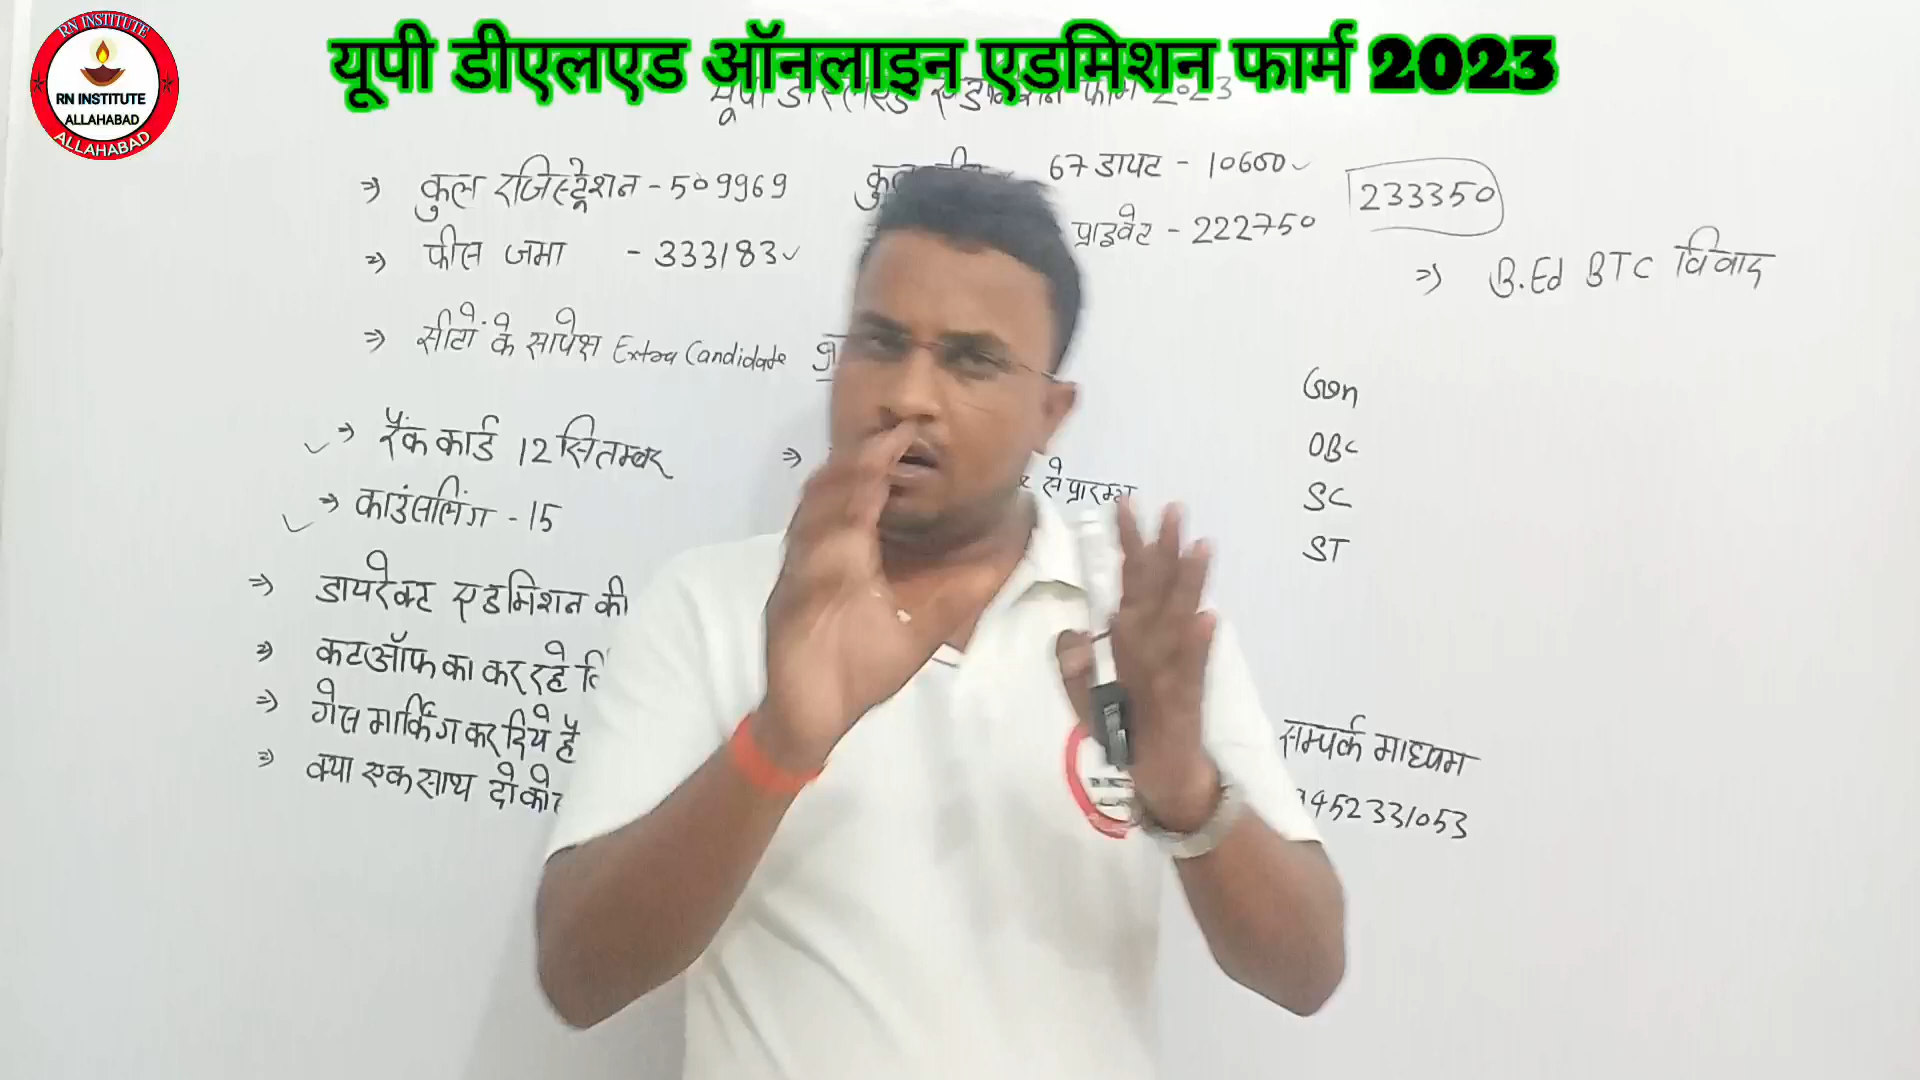 RN INSTITUTE
RN INSTITUTE
ALLAHABAD
ALLAHABAD
यूपी डीएलएड ऑनलाइन एडमिशन फार्म 2023
यूपी डीएलएड एडमिशन फार्म 2023
⇒ कुल रजिस्ट्रेशन - 509969
67 डायट - 10600
प्राइवेट - 222750
233350
⇒ फीस जमा - 333183
⇒ B.Ed BTC विवाद
⇒ सीटों के सापेक्ष Extra Candidate
⇒ रैंक कार्ड 12 सितम्बर
⇒ काउंसलिंग - 15
से प्रारम्भ
Gen
OBC
SC
ST
⇒ डायरेक्ट एडमिशन की
⇒ कटऑफ का कर रहे
⇒ गेस मार्किंग कर दिये है
⇒ क्या एक साथ दो
सम्पर्क माध्यम
9452331053